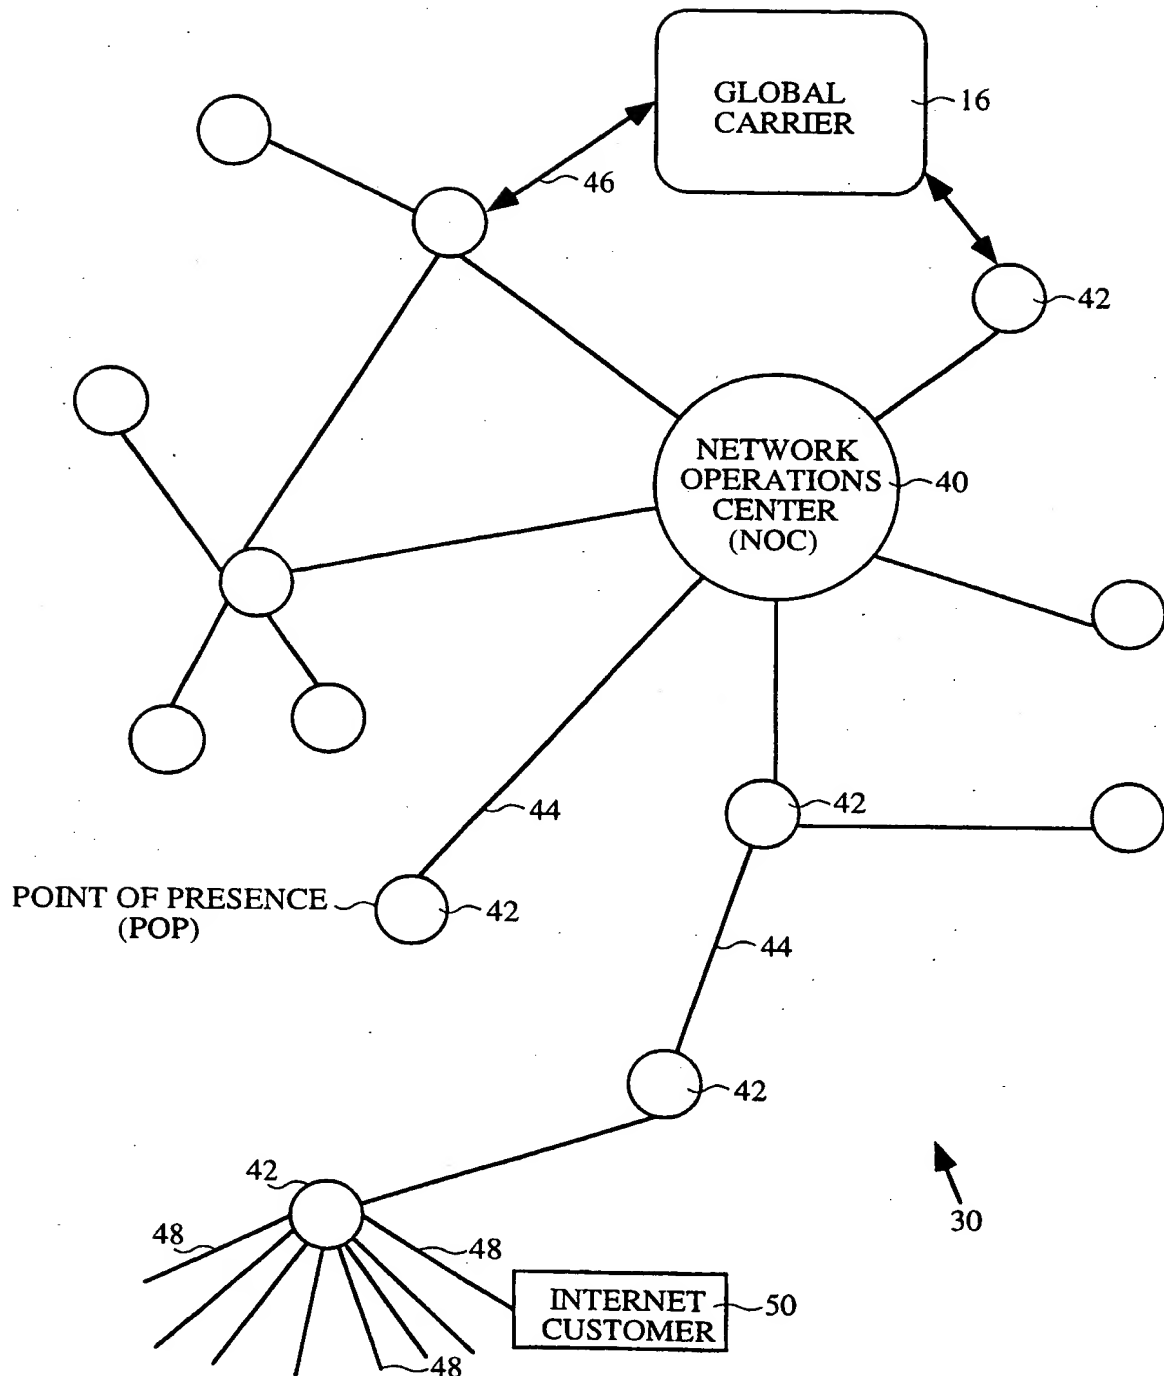 GLOBAL
CARRIER
16
46
42
NETWORK
OPERATIONS
CENTER
(NOC)
40
44
42
POINT OF PRESENCE
(POP)
42
44
42
42
48
48
30
INTERNET
CUSTOMER
50
48